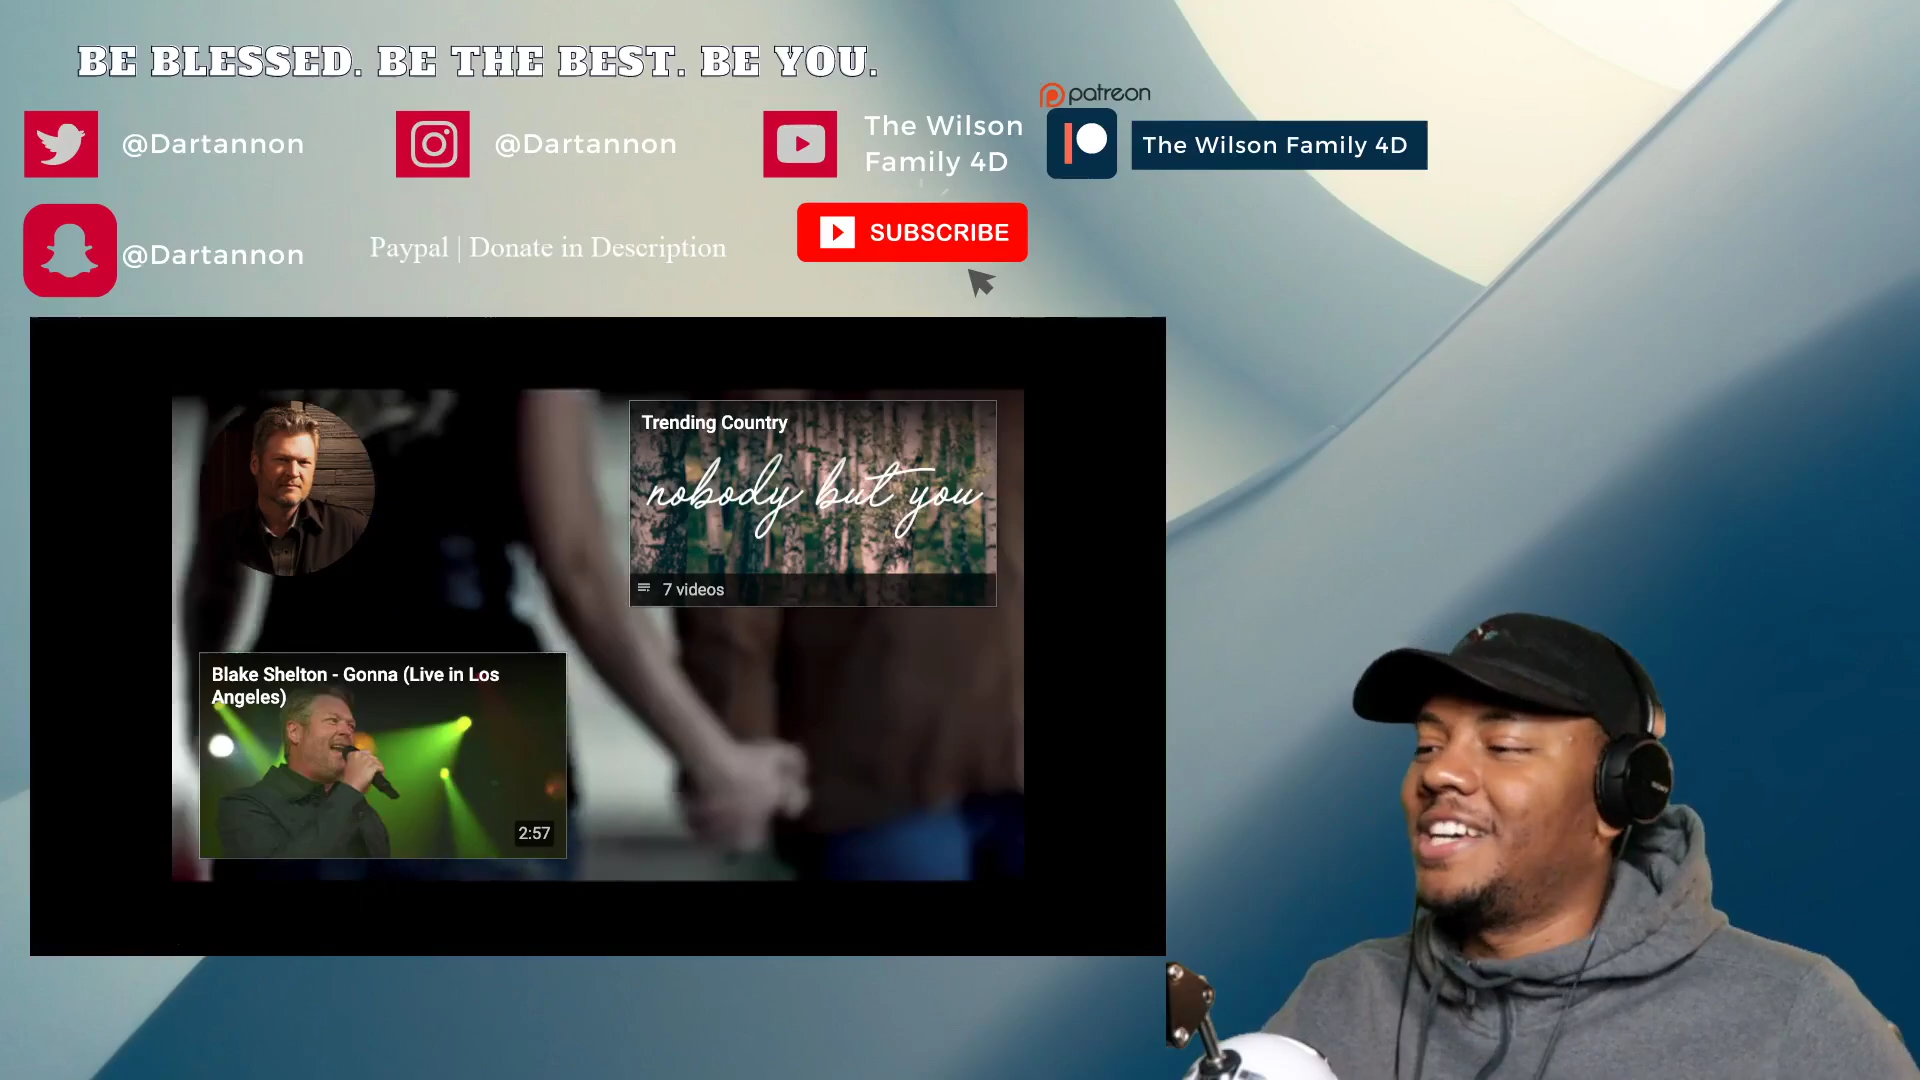 BE BLESSED. BE THE BEST. BE YOU.
patreon
@Dartannon
@Dartannon
The Wilson
Family 4D
The Wilson Family 4D
@Dartannon
Paypal | Donate in Description
SUBSCRIBE
Trending Country
nobody but you
7 videos
Blake Shelton - Gonna (Live in Los
Angeles)
2:57
SONY